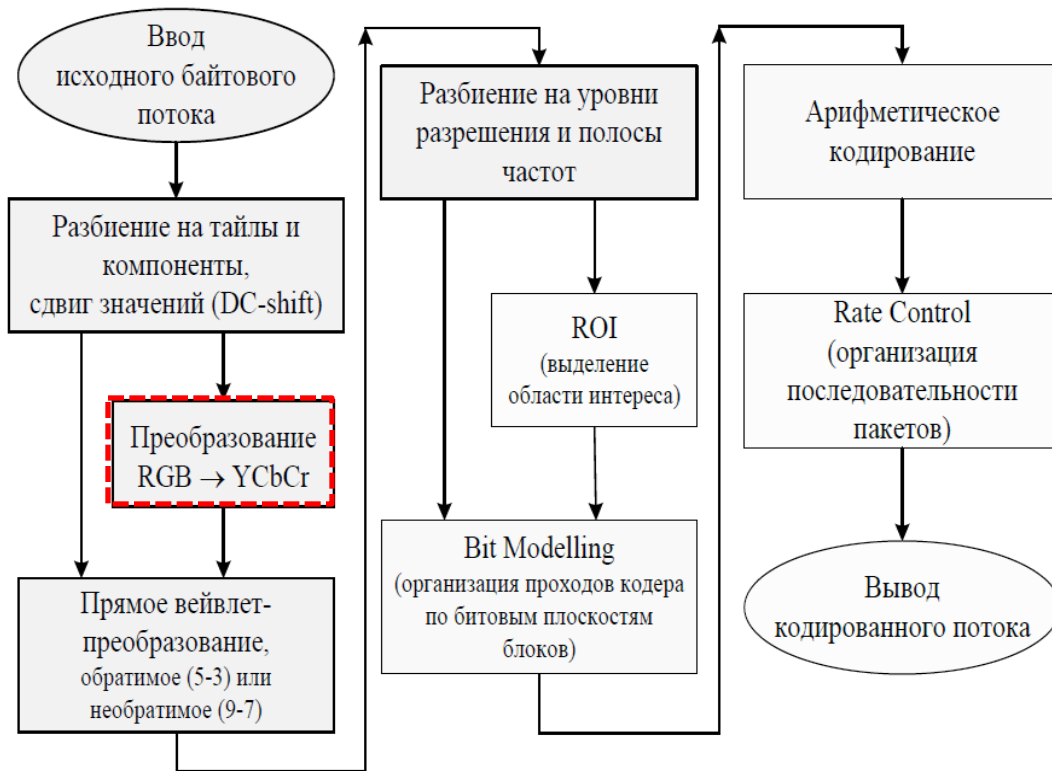 Ввод
исходного байтового
потока
Разбиение на тайлы и
компоненты,
сдвиг значений (DC-shift)
Преобразование
RGB → YCbCr
Прямое вейвлет-
преобразование,
обратимое (5-3) или
необратимое (9-7)
Разбиение на уровни
разрешения и полосы
частот
ROI
(выделение
области интереса)
Bit Modelling
(организация проходов кодера
по битовым плоскостям
блоков)
Арифметическое
кодирование
Rate Control
(организация
последовательности
пакетов)
Вывод
кодированного потока